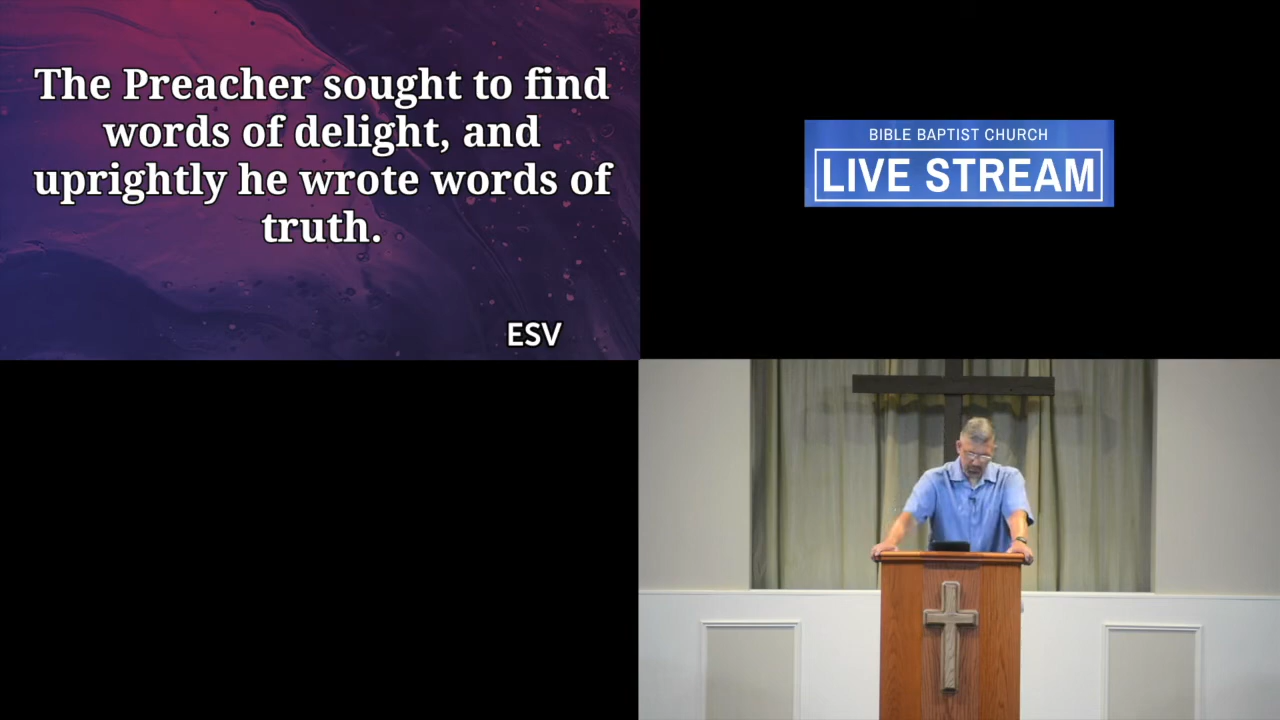 The Preacher sought to find
words of delight, and
uprightly he wrote words of
truth.
ESV
BIBLE BAPTIST CHURCH
LIVE STREAM